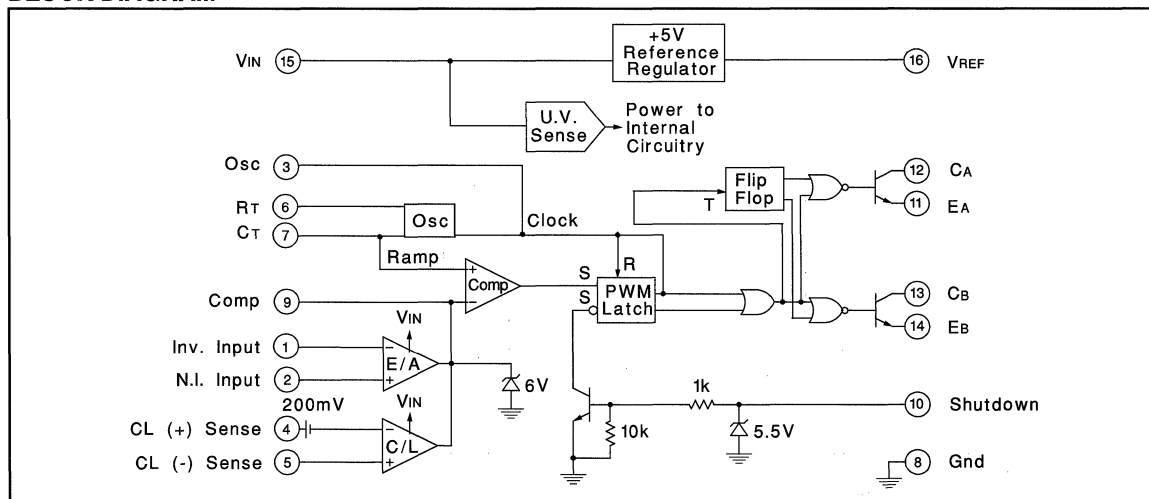 VIN 15
+5V
Reference
Regulator
16 VREF
U.V.
Sense
Power to
Internal
Circuitry
Osc 3
RT 6
CT 7
Osc
Clock
Ramp
Flip
Flop
T
12 CA
11 EA
Comp 9
+
−
Comp
S
S
R
PWM
Latch
13 CB
14 EB
Inv. Input 1
N.I. Input 2
VIN
−
E/A
+
6V
200mV
CL (+) Sense 4
CL (-) Sense 5
VIN
−
C/L
+
1k
10k
5.5V
10 Shutdown
8 Gnd